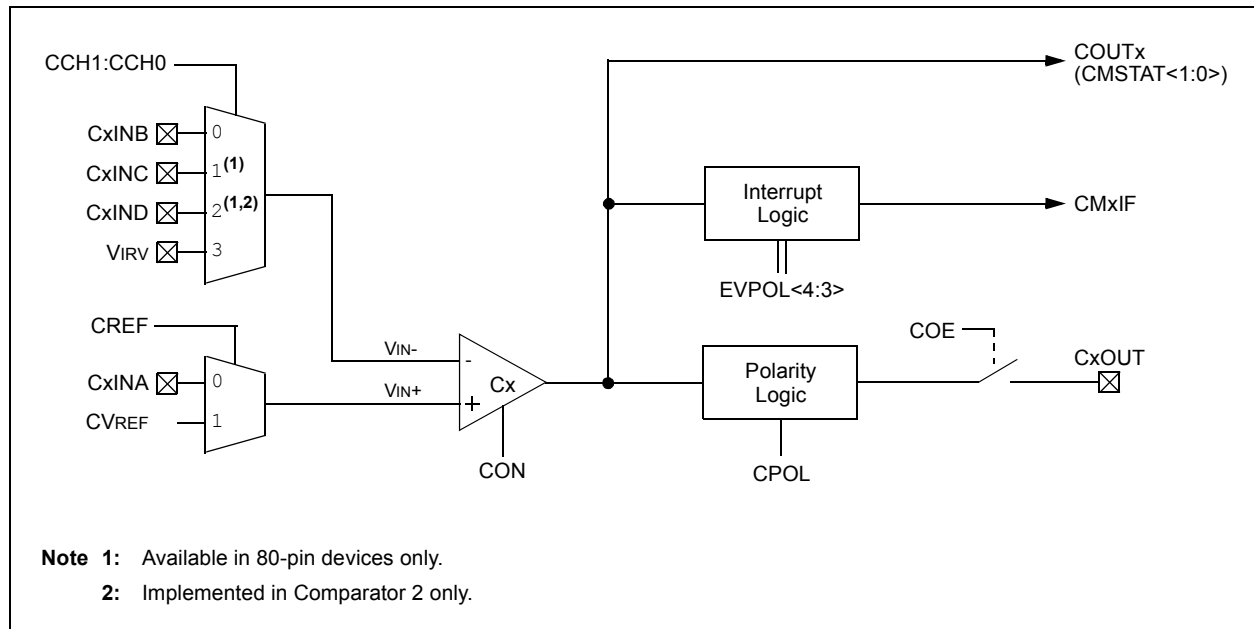 CCH1:CCH0
CxINB
0
CxINC
1(1)
CxIND
2(1,2)
VIRV
3
COUTx
(CMSTAT<1:0>)
Interrupt
Logic
CMxIF
EVPOL<4:3>
CREF
CxINA
0
CVREF
1
VIN-
VIN+
-
+
Cx
CON
Polarity
Logic
CPOL
COE
CxOUT
Note 1: Available in 80-pin devices only.
2: Implemented in Comparator 2 only.